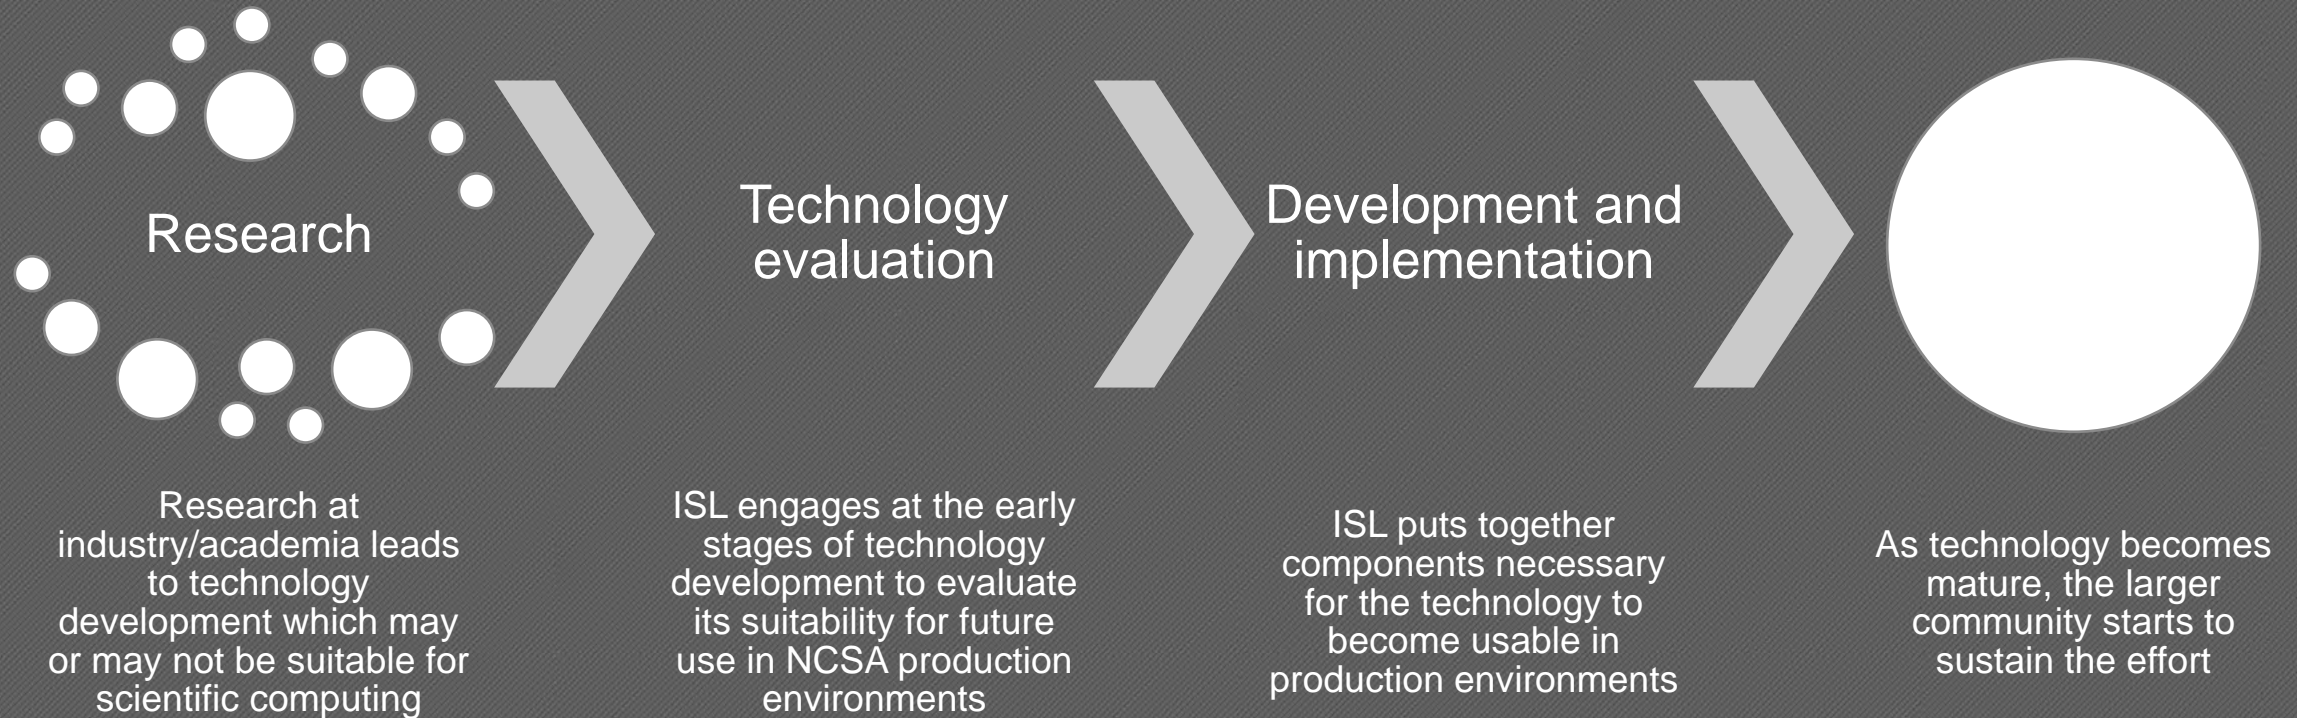 Research
Technology
evaluation
Development and
implementation
Research at
industry/academia leads
to technology
development which may
or may not be suitable for
scientific computing
ISL engages at the early
stages of technology
development to evaluate
its suitability for future
use in NCSA production
environments
ISL puts together
components necessary
for the technology to
become usable in
production environments
As technology becomes
mature, the larger
community starts to
sustain the effort